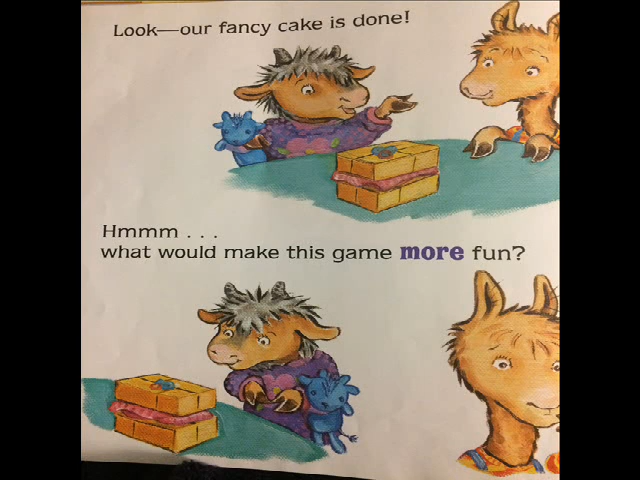 Look—our fancy cake is done!
Hmmm . . .
what would make this game more fun?